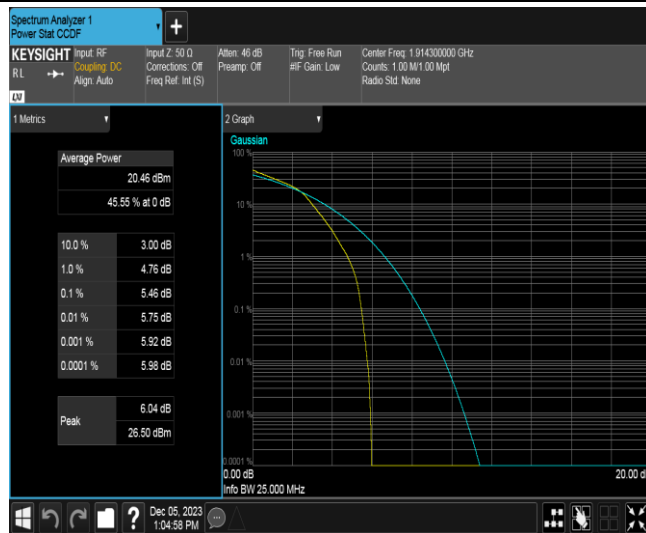 Spectrum Analyzer 1
Power Stat CCDF
+
KEYSIGHT
RL
Input: RF
Coupling: DC
Align: Auto
Input Z: 50 Ω
Corrections: Off
Freq Ref: Int (S)
Atten: 46 dB
Preamp: Off
Trig: Free Run
#IF Gain: Low
Center Freq: 1.914300000 GHz
Counts: 1.00 M/1.00 Mpt
Radio Std: None
1 Metrics
Average Power
20.46 dBm
45.55 % at 0 dB
10.0 % 3.00 dB
1.0 % 4.76 dB
0.1 % 5.46 dB
0.01 % 5.75 dB
0.001 % 5.92 dB
0.0001 % 5.98 dB
Peak
6.04 dB
26.50 dBm
2 Graph
Gaussian
100 %
10 %
1 %
0.1 %
0.01 %
0.001 %
0.0001 %
0.00 dB
20.00 d
Info BW 25.000 MHz
?
Dec 05, 2023
1:04:58 PM